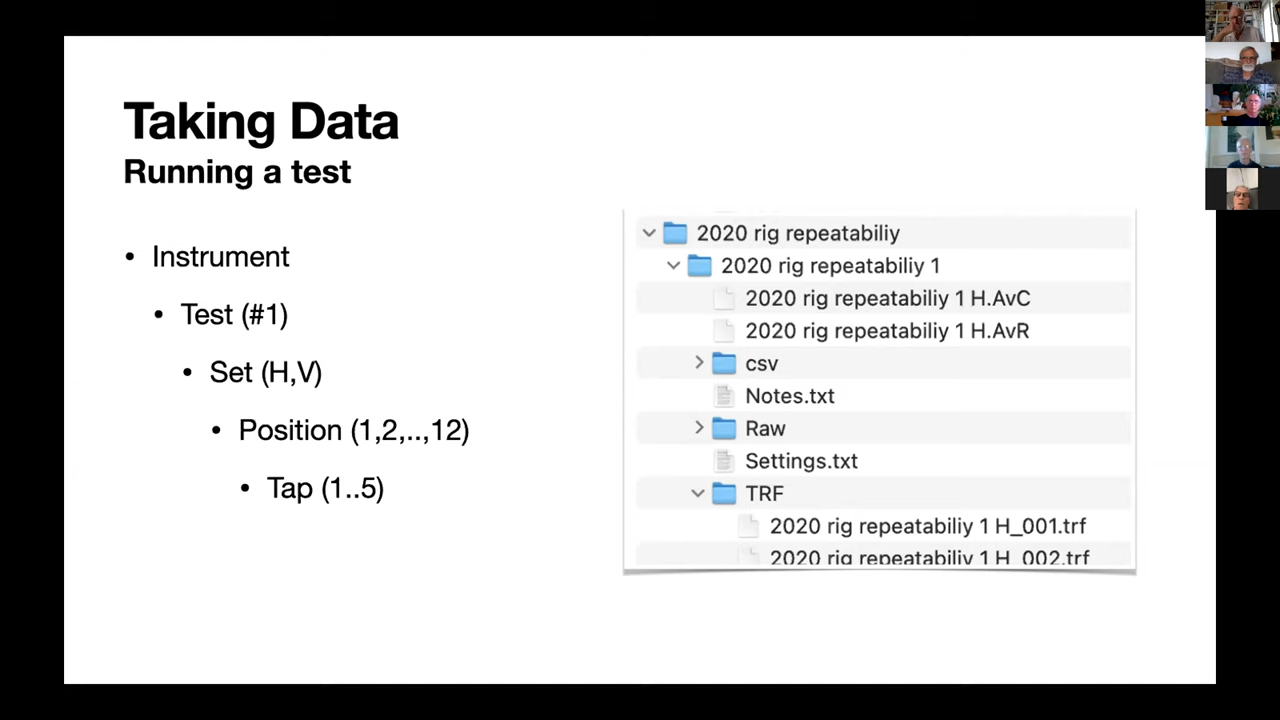 Taking Data
Running a test
• Instrument
• Test (#1)
• Set (H,V)
• Position (1,2,..,12)
• Tap (1..5)
2020 rig repeatabiliy
2020 rig repeatabiliy 1
2020 rig repeatabiliy 1 H.AvC
2020 rig repeatabiliy 1 H.AvR
csv
Notes.txt
Raw
Settings.txt
TRF
2020 rig repeatabiliy 1 H_001.trf
2020 rig repeatabiliy 1 H_002.trf